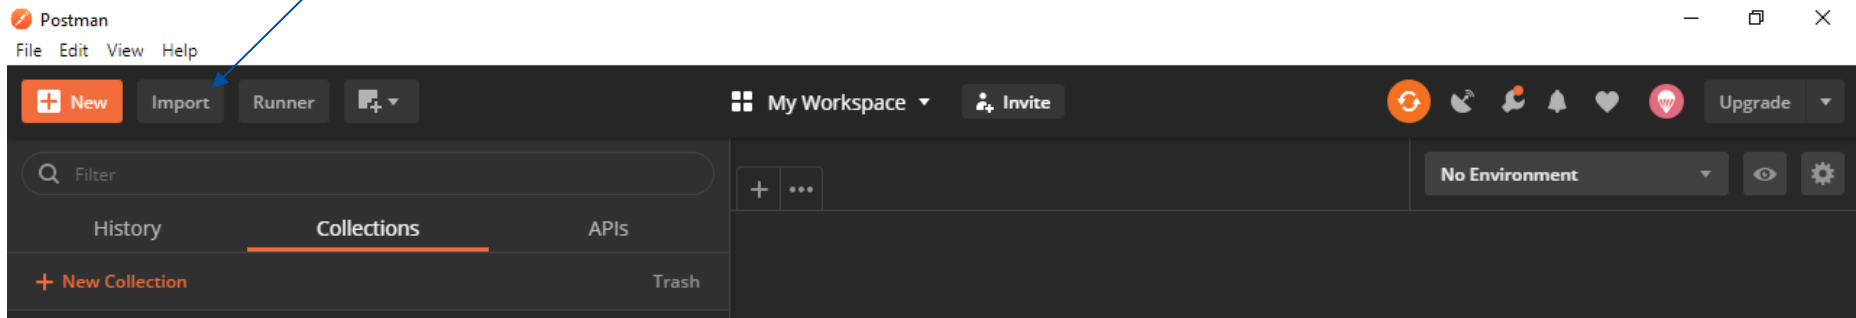 Postman
File Edit View Help
New Import Runner My Workspace Invite Upgrade
Filter
No Environment
History Collections APIs
+ New Collection Trash